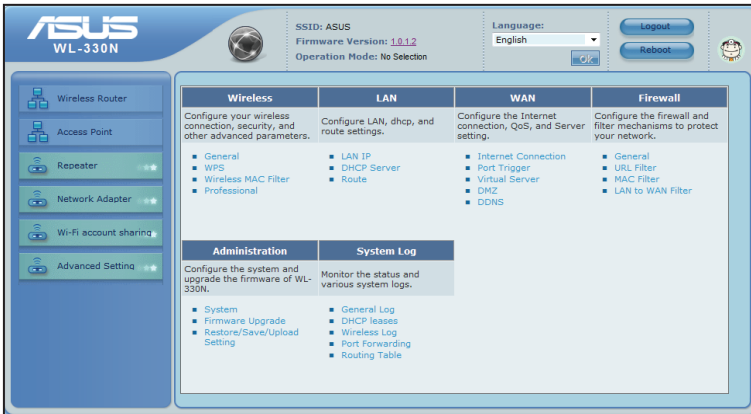 ASUS
WL-330N
SSID: ASUS
Firmware Version: 1.0.1.2
Operation Mode: No Selection
Language:
English
OK
Logout
Reboot
Wireless Router
Access Point
Repeater
Network Adapter
Wi-Fi account sharing
Advanced Setting
Wireless
Configure your wireless
connection, security, and
other advanced parameters.
General
WPS
Wireless MAC Filter
Professional
LAN
Configure LAN, dhcp, and
route settings.
LAN IP
DHCP Server
Route
WAN
Configure the Internet
connection, QoS, and Server
setting.
Internet Connection
Port Trigger
Virtual Server
DMZ
DDNS
Firewall
Configure the firewall and
filter mechanisms to protect
your network.
General
URL Filter
MAC Filter
LAN to WAN Filter
Administration
Configure the system and
upgrade the firmware of WL-
330N.
System
Firmware Upgrade
Restore/Save/Upload
Setting
System Log
Monitor the status and
various system logs.
General Log
DHCP leases
Wireless Log
Port Forwarding
Routing Table